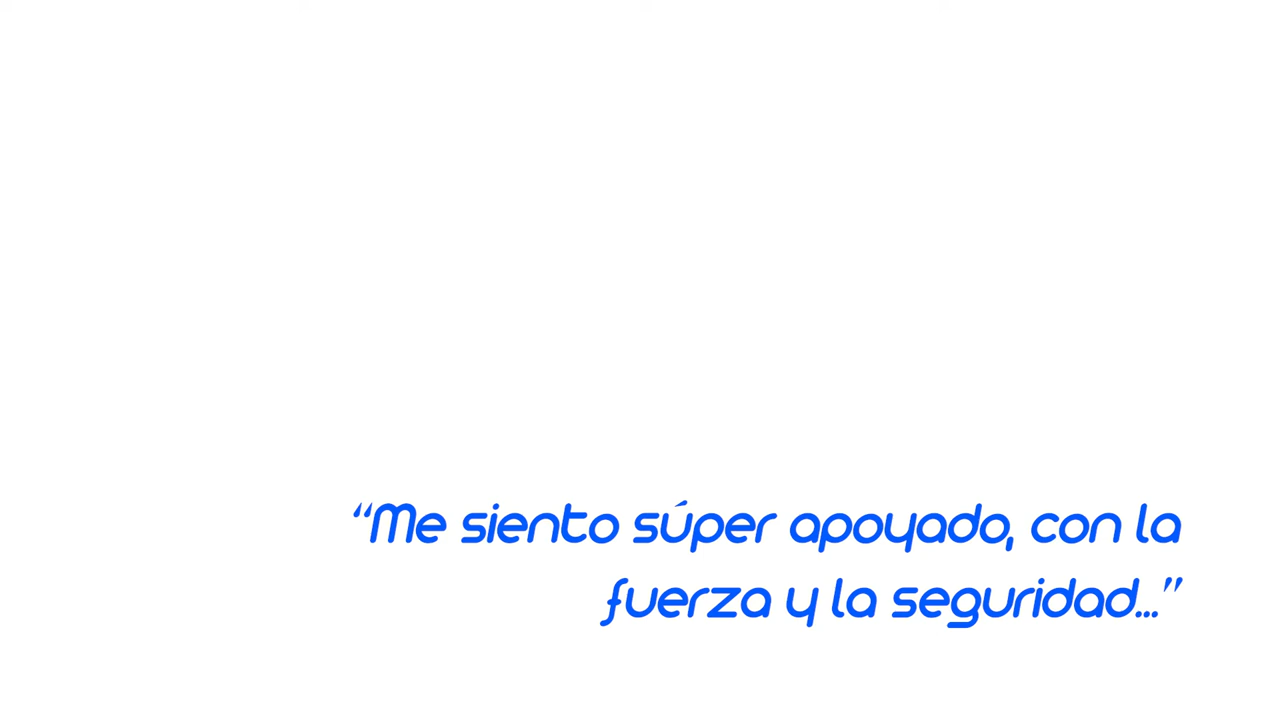 “Me siento súper apoyado, con la
fuerza y la seguridad...”